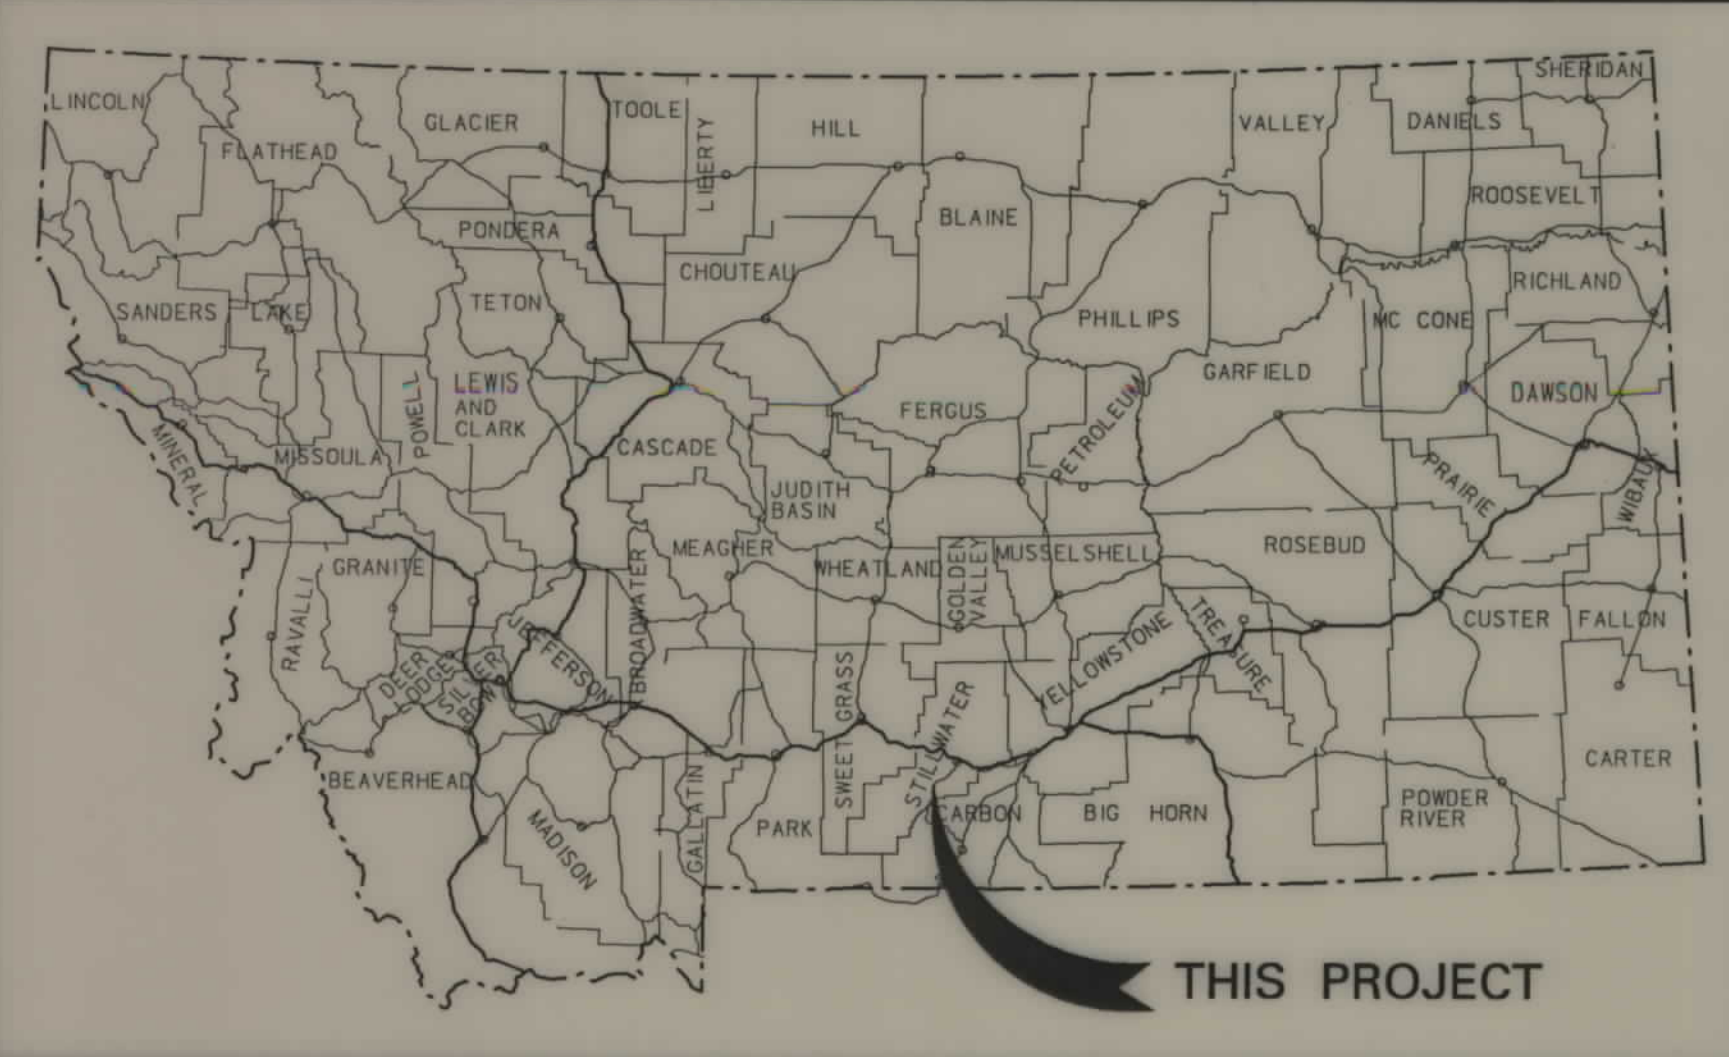 SHERIDAN
LINCOLN
FLATHEAD
GLACIER
TOOLE
LIBERTY
HILL
BLAINE
VALLEY
DANIELS
ROOSEVELT
PONDERA
CHOUTEAU
TETON
SANDERS
LAKE
PHILLIPS
MC CONE
RICHLAND
GARFIELD
DAWSON
LEWIS
AND
CLARK
POWELL
MISSOULA
MINERAL
CASCADE
FERGUS
PETROLEUM
JUDITH
BASIN
PRAIRIE
WIBAUX
GRANITE
RAVALLI
MEAGHER
BROADWATER
WHEATLAND
GOLDEN
VALLEY
MUSSELSHELL
ROSEBUD
TREASURE
CUSTER
FALLON
DEER
LODGE
SILVER
BOW
JEFFERSON
YELLOWSTONE
SWEET GRASS
STILLWATER
BEAVERHEAD
MADISON
GALLATIN
PARK
CARBON
BIG HORN
POWDER
RIVER
CARTER
THIS PROJECT